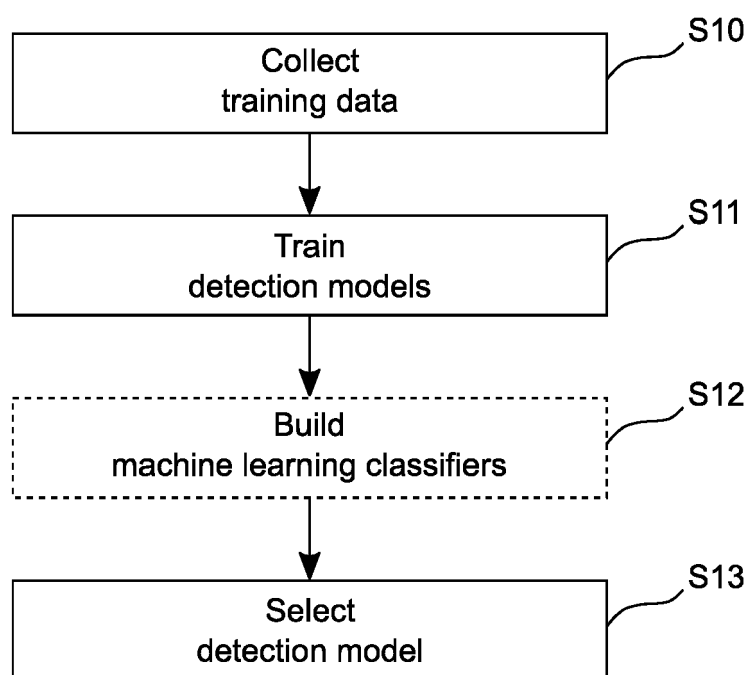 S10
Collect
training data
S11
Train
detection models
S12
Build
machine learning classifiers
S13
Select
detection model